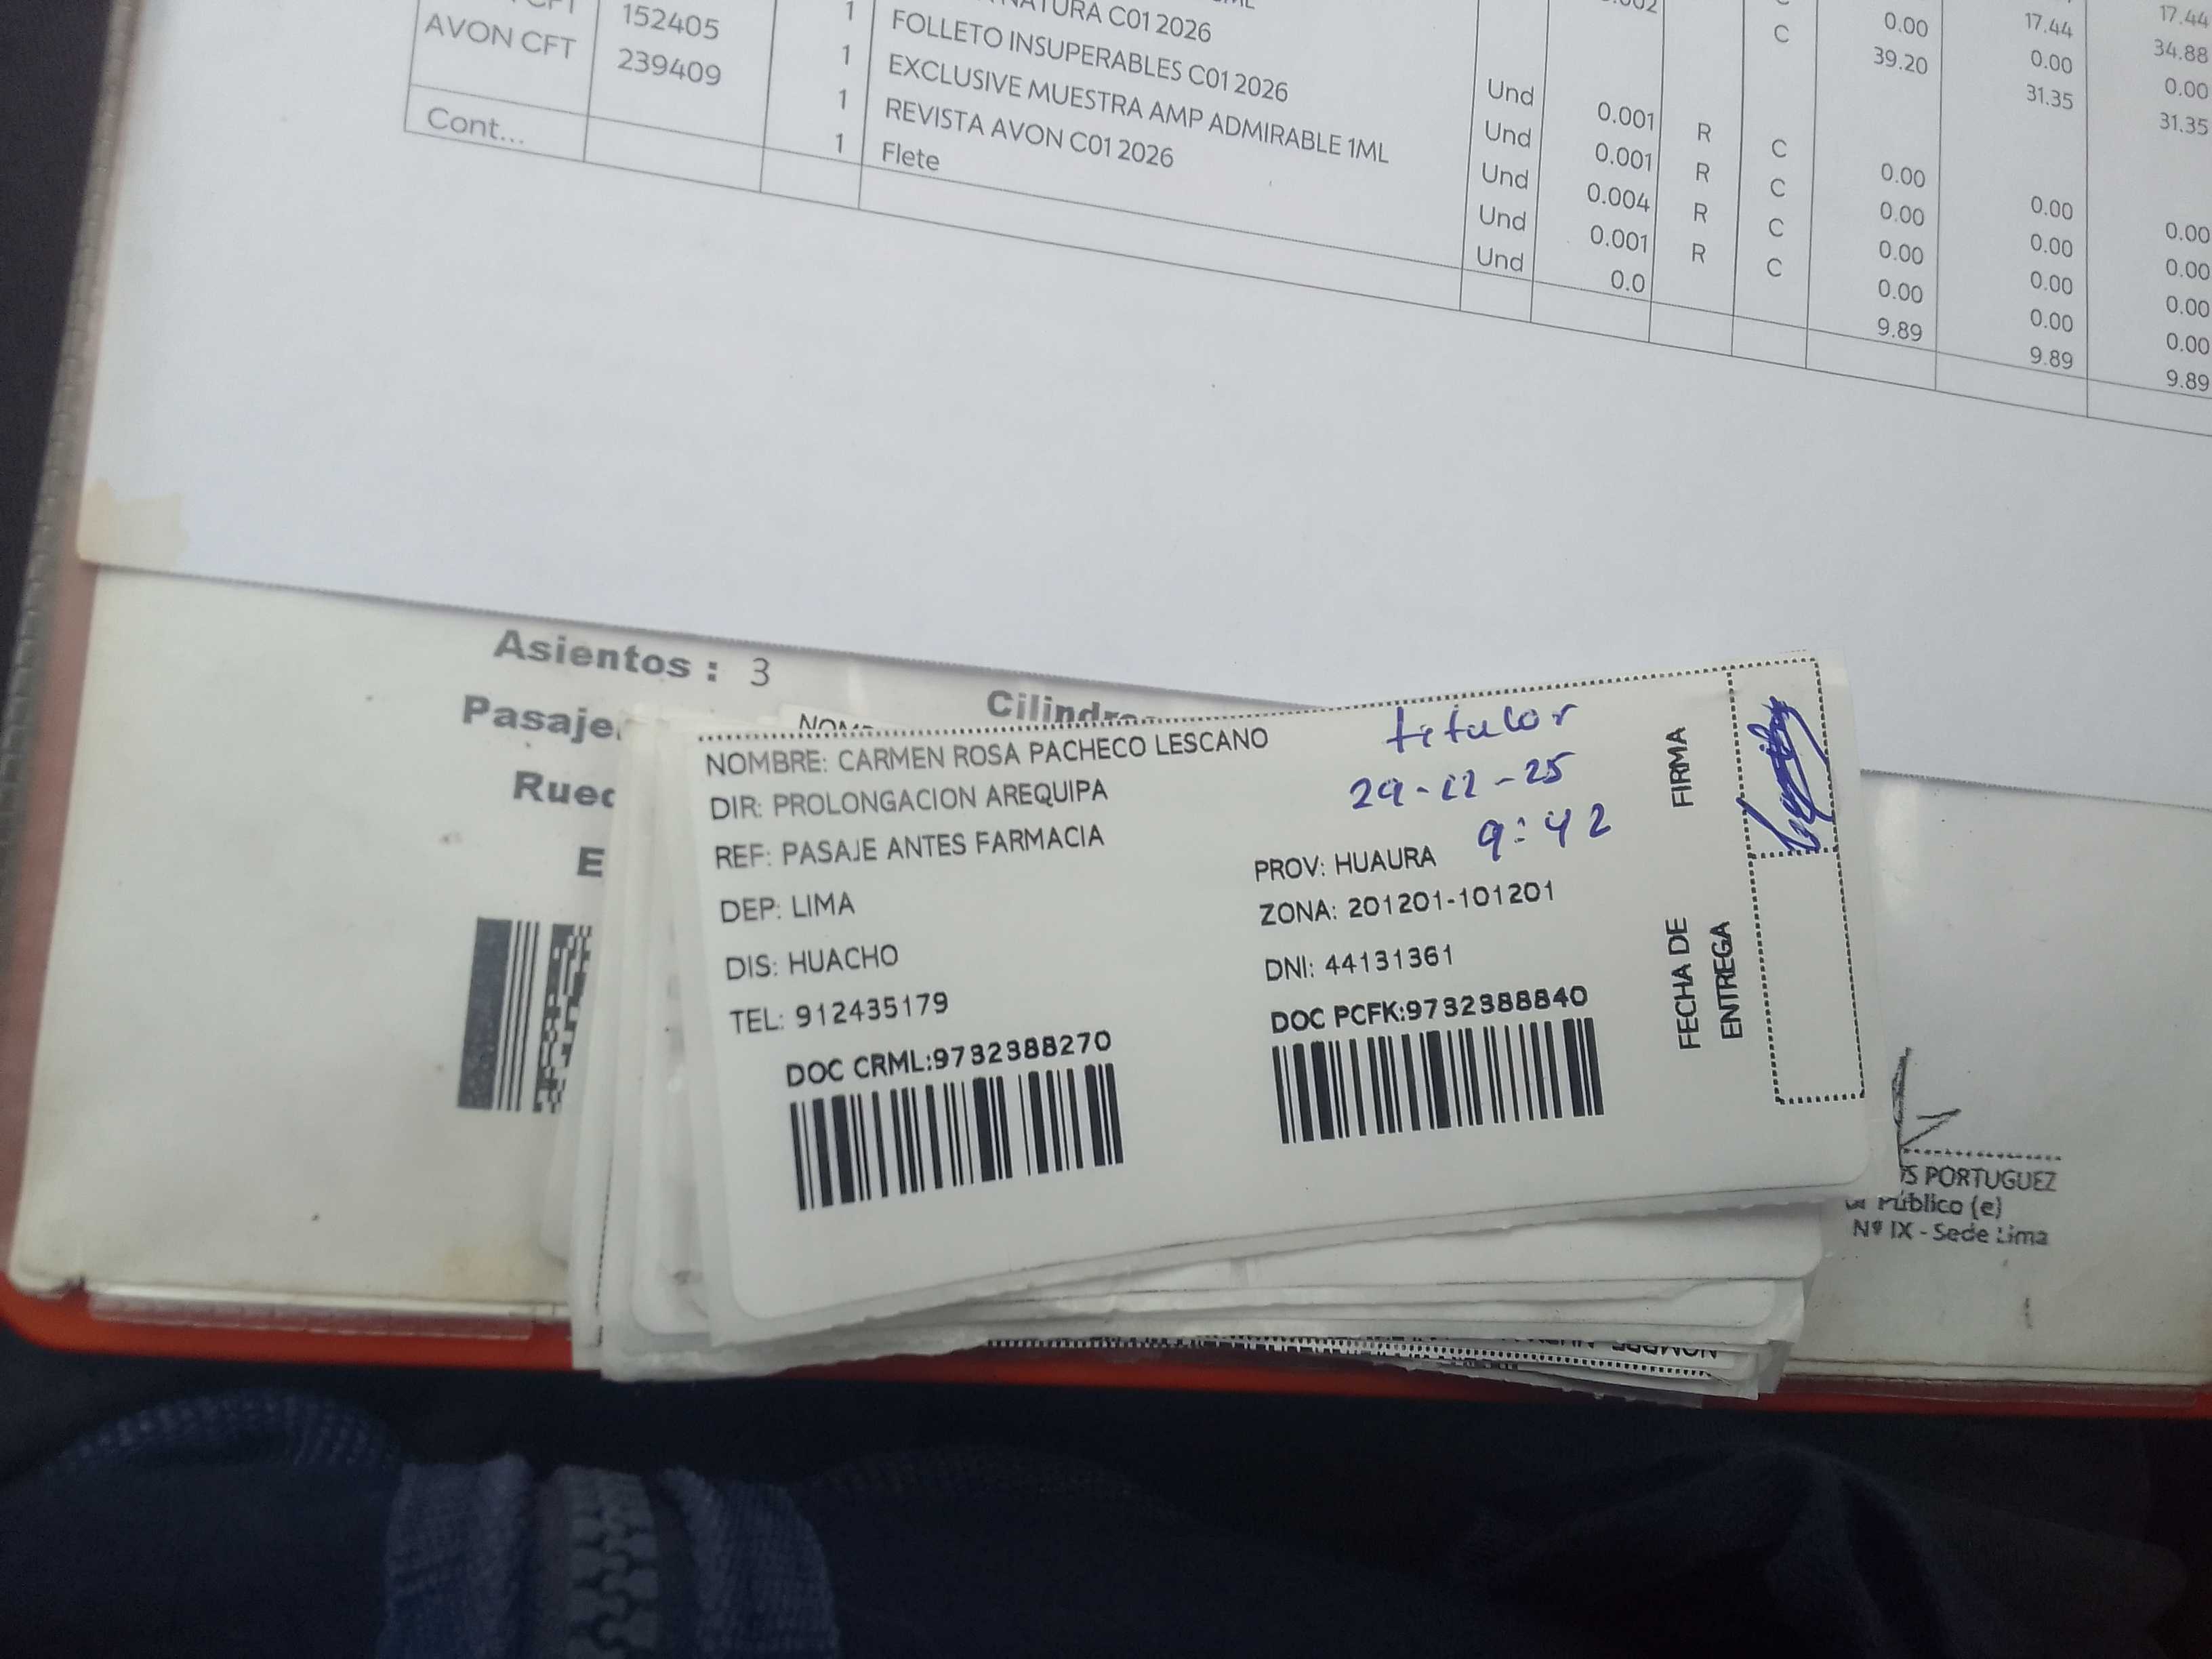 152405 1 NATURA C01 2026 C 0.00 17.44 17.44
AVON CFT 239409 1 FOLLETO INSUPERABLES C01 2026 Und 0.001 R C 39.20 0.00 34.88
1 EXCLUSIVE MUESTRA AMP ADMIRABLE 1ML Und 0.001 R C 0.00 31.35 0.00
1 REVISTA AVON C01 2026 Und 0.004 R C 0.00 0.00 31.35
Cont... 1 Flete Und 0.001 R C 0.00 0.00 0.00
Und 0.0 0.00 0.00 0.00
9.89 0.00 0.00
9.89 0.00
9.89
Asientos : 3
NOMBRE: CARMEN ROSA PACHECO LESCANO titular
DIR: PROLONGACION AREQUIPA 29-12-25
REF: PASAJE ANTES FARMACIA 9:42
DEP: LIMA PROV: HUAURA
ZONA: 201201-101201
DIS: HUACHO DNI: 44131361
TEL: 912435179
DOC CRML:9732388270 DOC PCFK:9732388840
FIRMA
FECHA DE
ENTREGA
PORTUGUEZ
Público (e)
Nº IX - Sede Lima